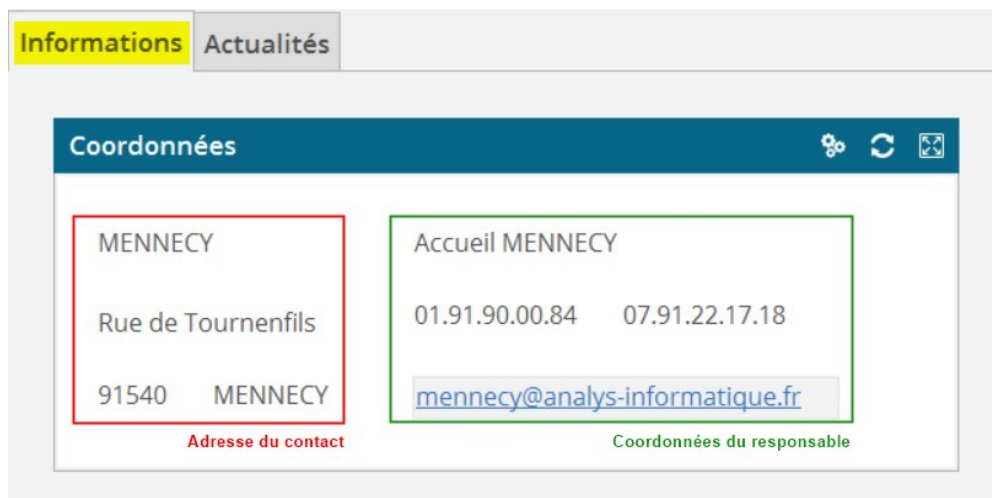 Informations Actualités
Coordonnées
MENNECY
Rue de Tournenfils
91540 MENNECY
Adresse du contact
Accueil MENNECY
01.91.90.00.84 07.91.22.17.18
mennecy@analys-informatique.fr
Coordonnées du responsable